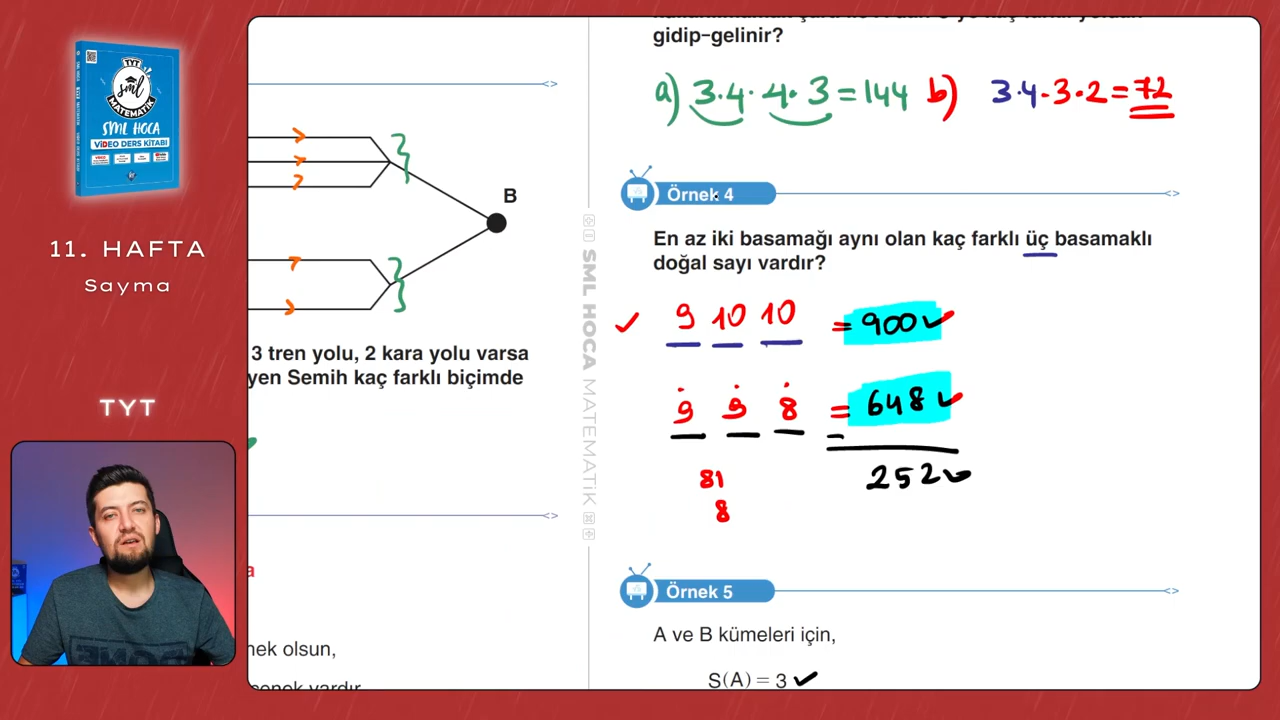 TYT
sml
MATEMATİK
SML HOCA
VİDEO DERS KİTABI
11. HAFTA
Sayma
TYT
B
3 tren yolu, 2 kara yolu varsa
yen Semih kaç farklı biçimde
a
nek olsun,
SML HOCA MATEMATİK
gidip-gelinir?
a) 3.4.4.3=144 b) 3.4.3.2=72
Örnek 4
En az iki basamağı aynı olan kaç farklı üç basamaklı
doğal sayı vardır?
9 10 10 = 900
9 9 8 = 648
252
81
8
Örnek 5
A ve B kümeleri için,
S(A) = 3